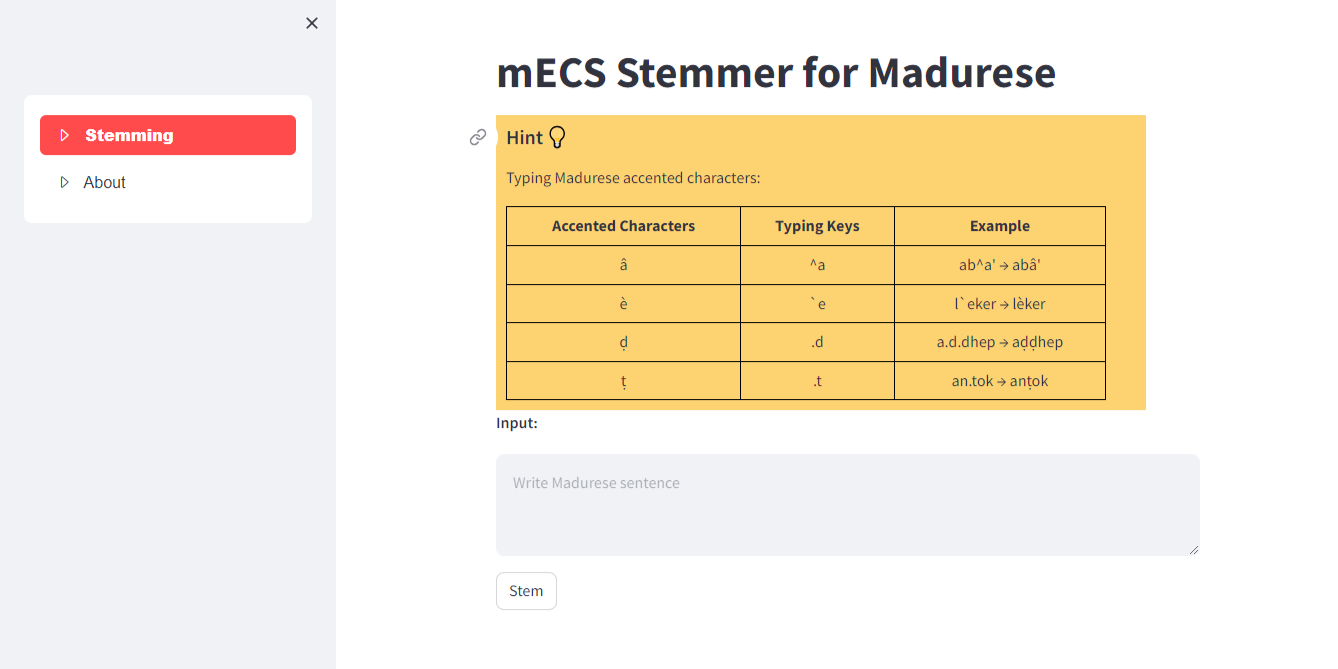 Stemming
About
mECS Stemmer for Madurese
Hint
Typing Madurese accented characters:
Accented Characters Typing Keys Example
â ^a ab^a' → abâ'
è `e l`eker → lèker
ḍ .d a.d.dhep → aḍḍhep
ṭ .t an.tok → anṭok
Input:
Write Madurese sentence
Stem